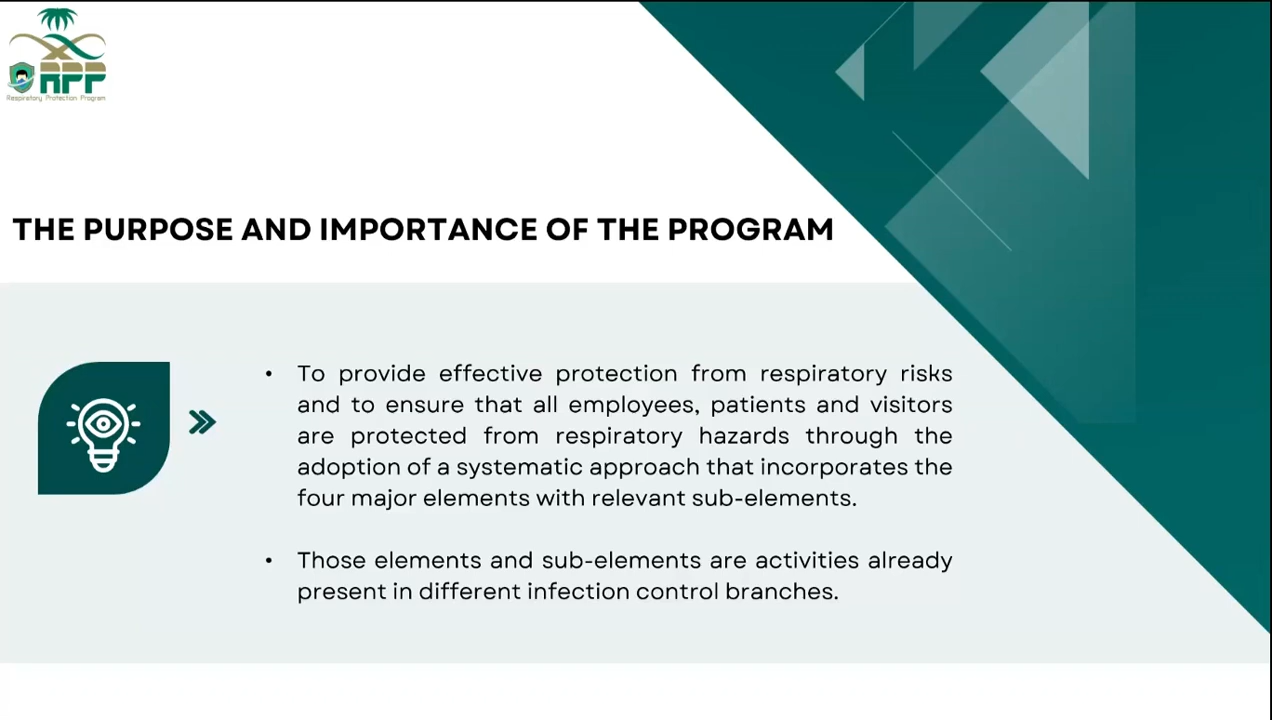 RPP
Respiratory Protection Program
THE PURPOSE AND IMPORTANCE OF THE PROGRAM
• To provide effective protection from respiratory risks
and to ensure that all employees, patients and visitors
are protected from respiratory hazards through the
adoption of a systematic approach that incorporates the
four major elements with relevant sub-elements.
• Those elements and sub-elements are activities already
present in different infection control branches.